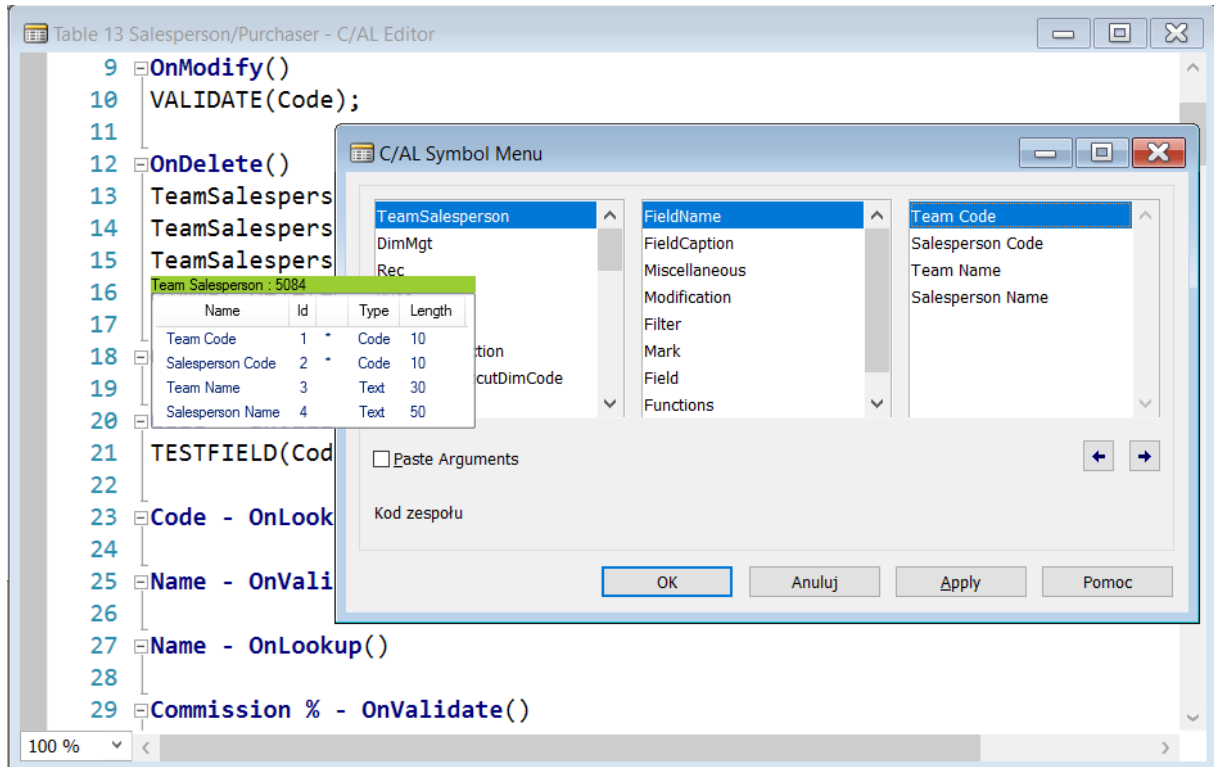 Table 13 Salesperson/Purchaser - C/AL Editor
9 OnModify()
10 VALIDATE(Code);
11
12 OnDelete()
13 TeamSalespers
14 TeamSalespers
15 TeamSalespers
16
17
18
19
20
21 TESTFIELD(Cod
22
23 Code - OnLook
24
25 Name - OnVali
26
27 Name - OnLookup()
28
29 Commission % - OnValidate()
100 %
Team Salesperson : 5084
Name Id Type Length
Team Code 1 * Code 10
Salesperson Code 2 * Code 10
Team Name 3 Text 30
Salesperson Name 4 Text 50
C/AL Symbol Menu
TeamSalesperson
DimMgt
Rec
tion
cutDimCode
FieldName
FieldCaption
Miscellaneous
Modification
Filter
Mark
Field
Functions
Team Code
Salesperson Code
Team Name
Salesperson Name
Paste Arguments
Kod zespołu
OK Anuluj Apply Pomoc